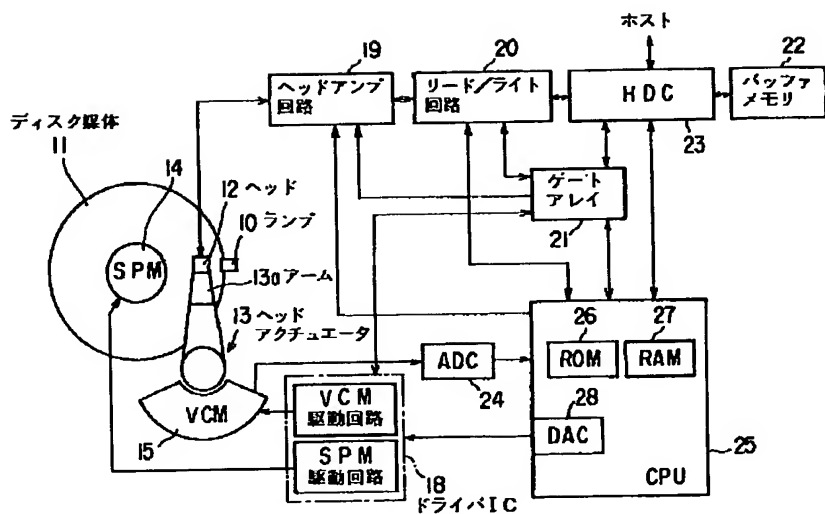 ホスト
19
20
22
ヘッドアンプ
回路
リード/ライト
回路
HDC
バッファ
メモリ
23
ディスク媒体
11
14
12 ヘッド
10 ランプ
ゲート
アレイ
21
SPM
13a アーム
13 ヘッド
アクチュエータ
26
27
ROM
RAM
ADC
24
VCM
15
VCM
駆動回路
28
DAC
25
SPM
駆動回路
CPU
18
ドライバIC